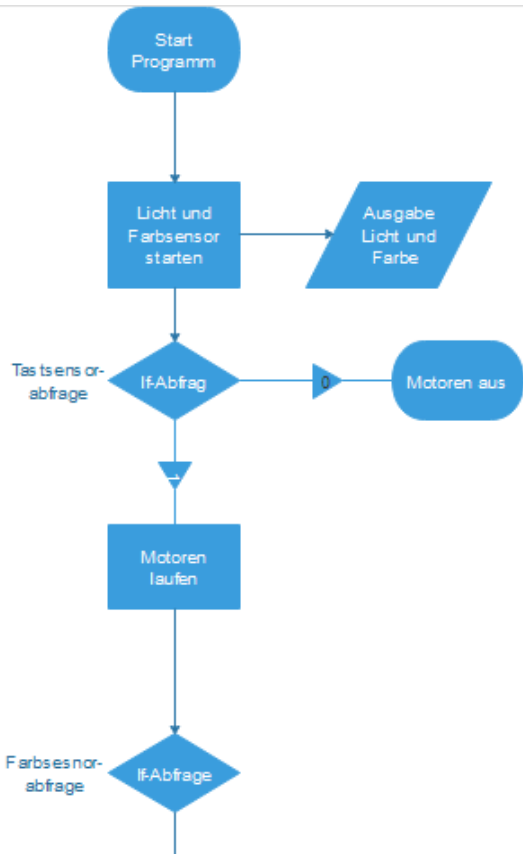 Start
Programm
Licht und
Farbsensor
starten
Ausgabe
Licht und
Farbe
Tastsensor-
abfrage
If-Abfrag
0
Motoren aus
1
Motoren
laufen
Farbsesnor-
abfrage
If-Abfrage